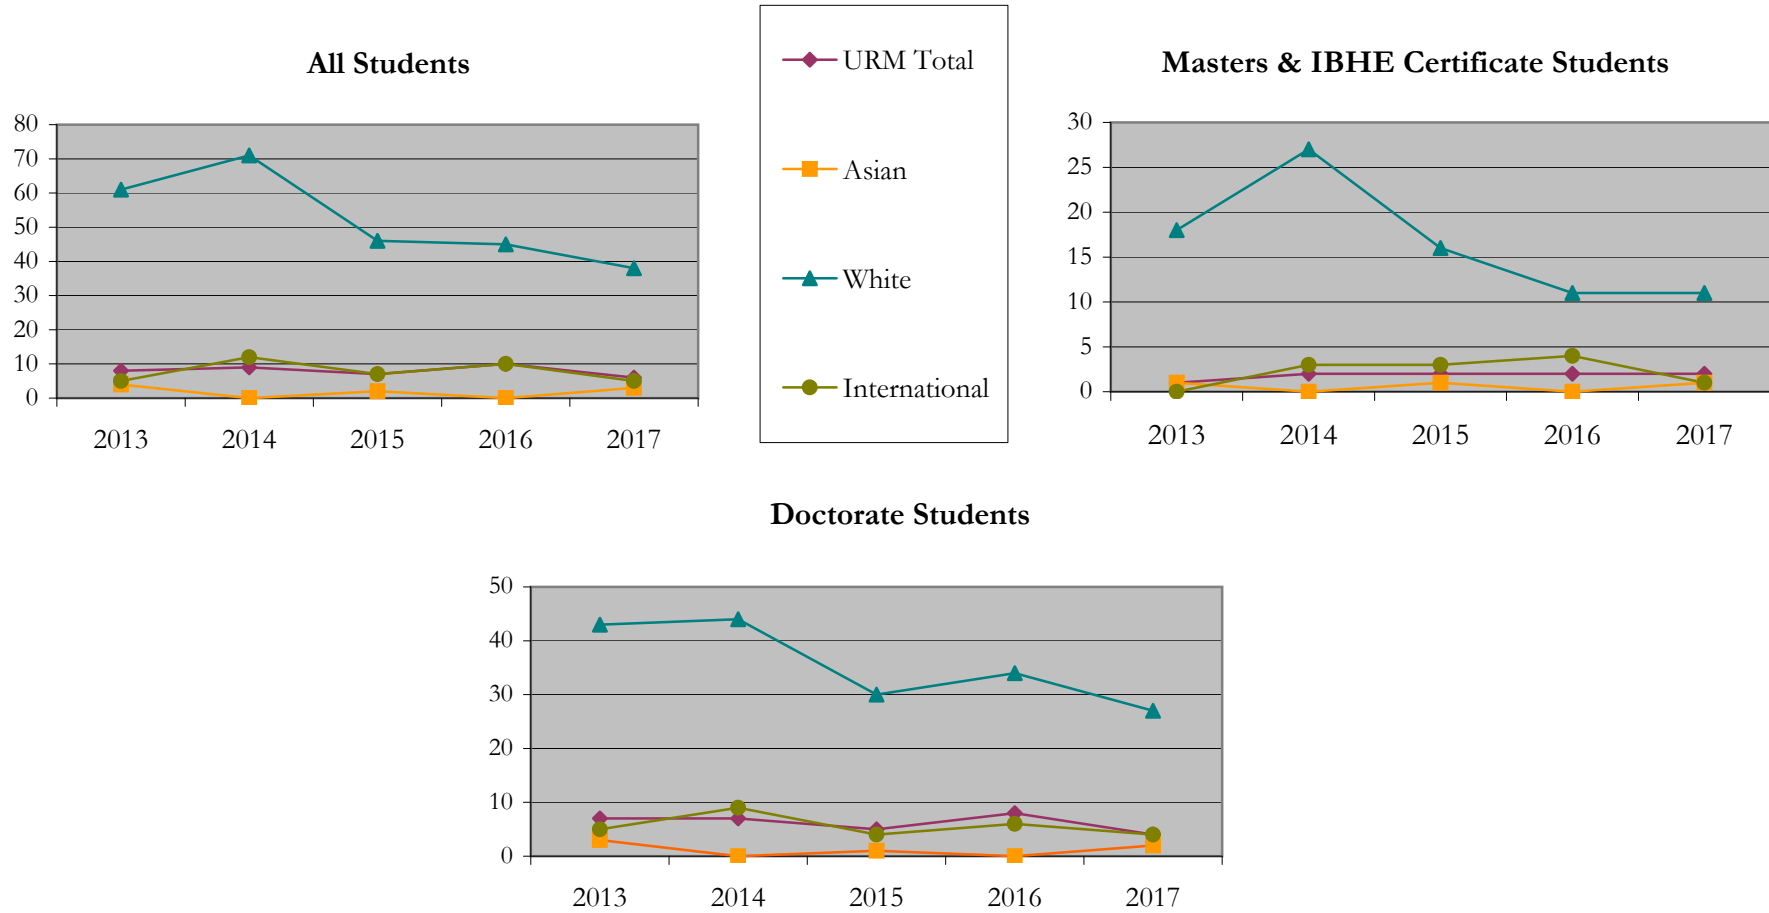 All Students
80
70
60
50
40
30
20
10
0
2013 2014 2015 2016 2017
URM Total
Asian
White
International
Masters & IBHE Certificate Students
30
25
20
15
10
5
0
2013 2014 2015 2016 2017
Doctorate Students
50
40
30
20
10
0
2013 2014 2015 2016 2017